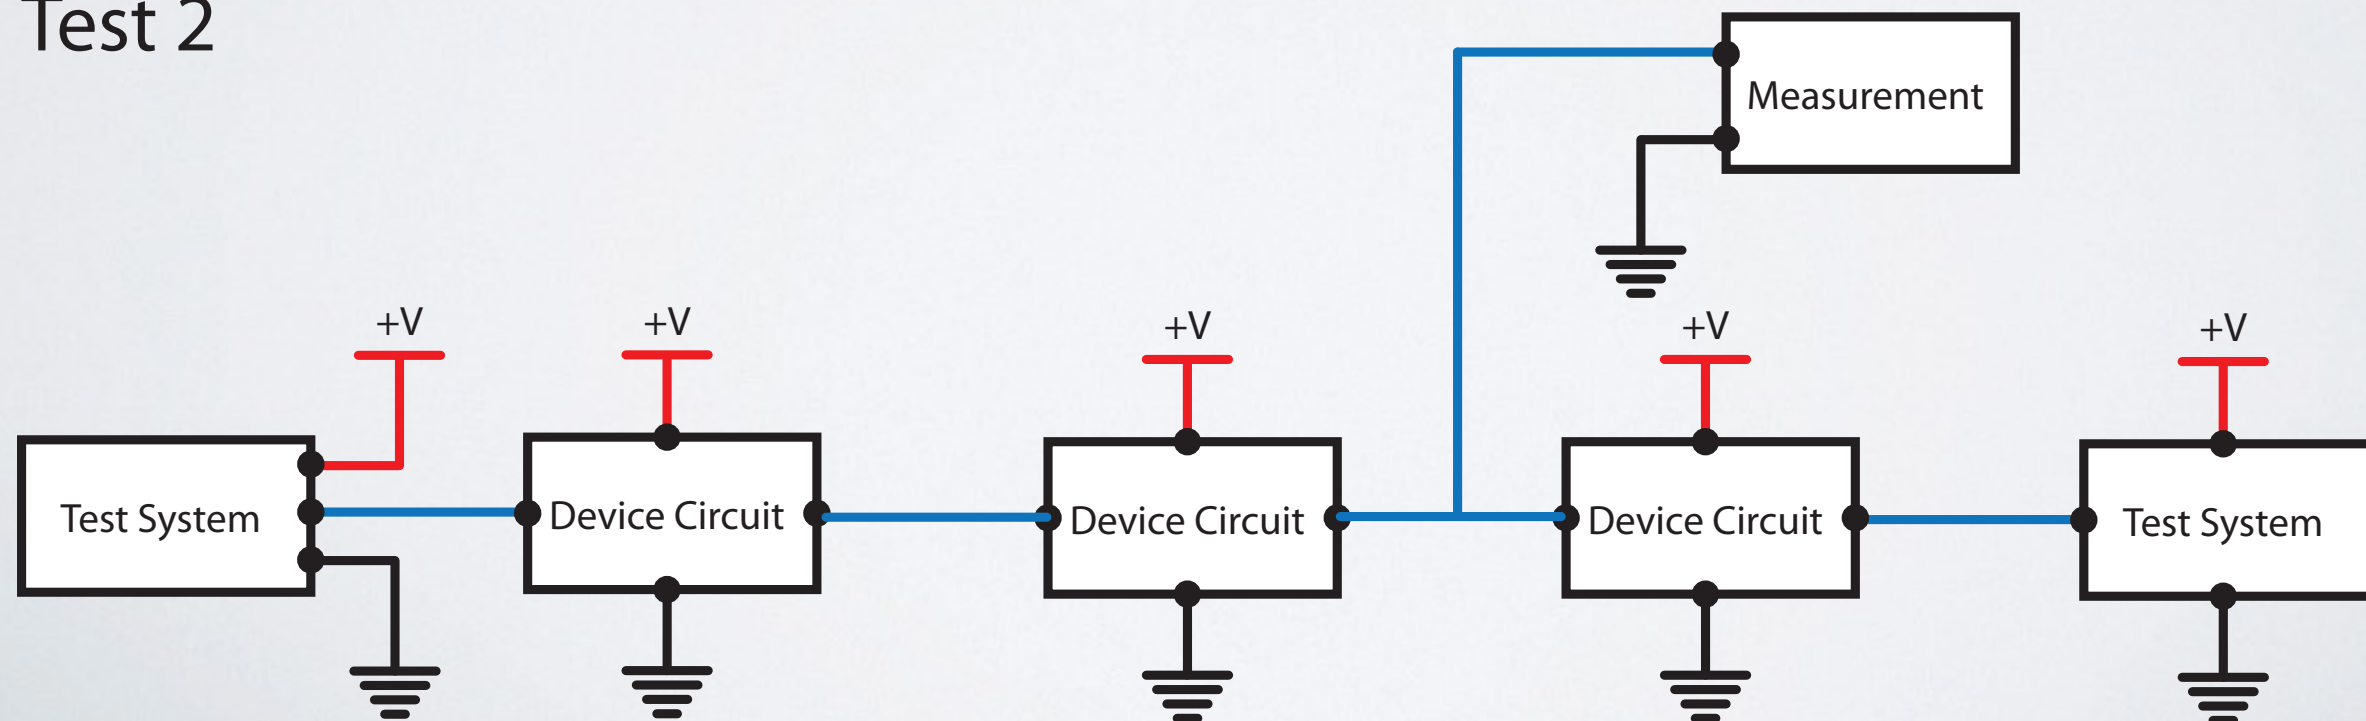 Test 2
Measurement
+V
+V
+V
+V
+V
Test System
Device Circuit
Device Circuit
Device Circuit
Test System